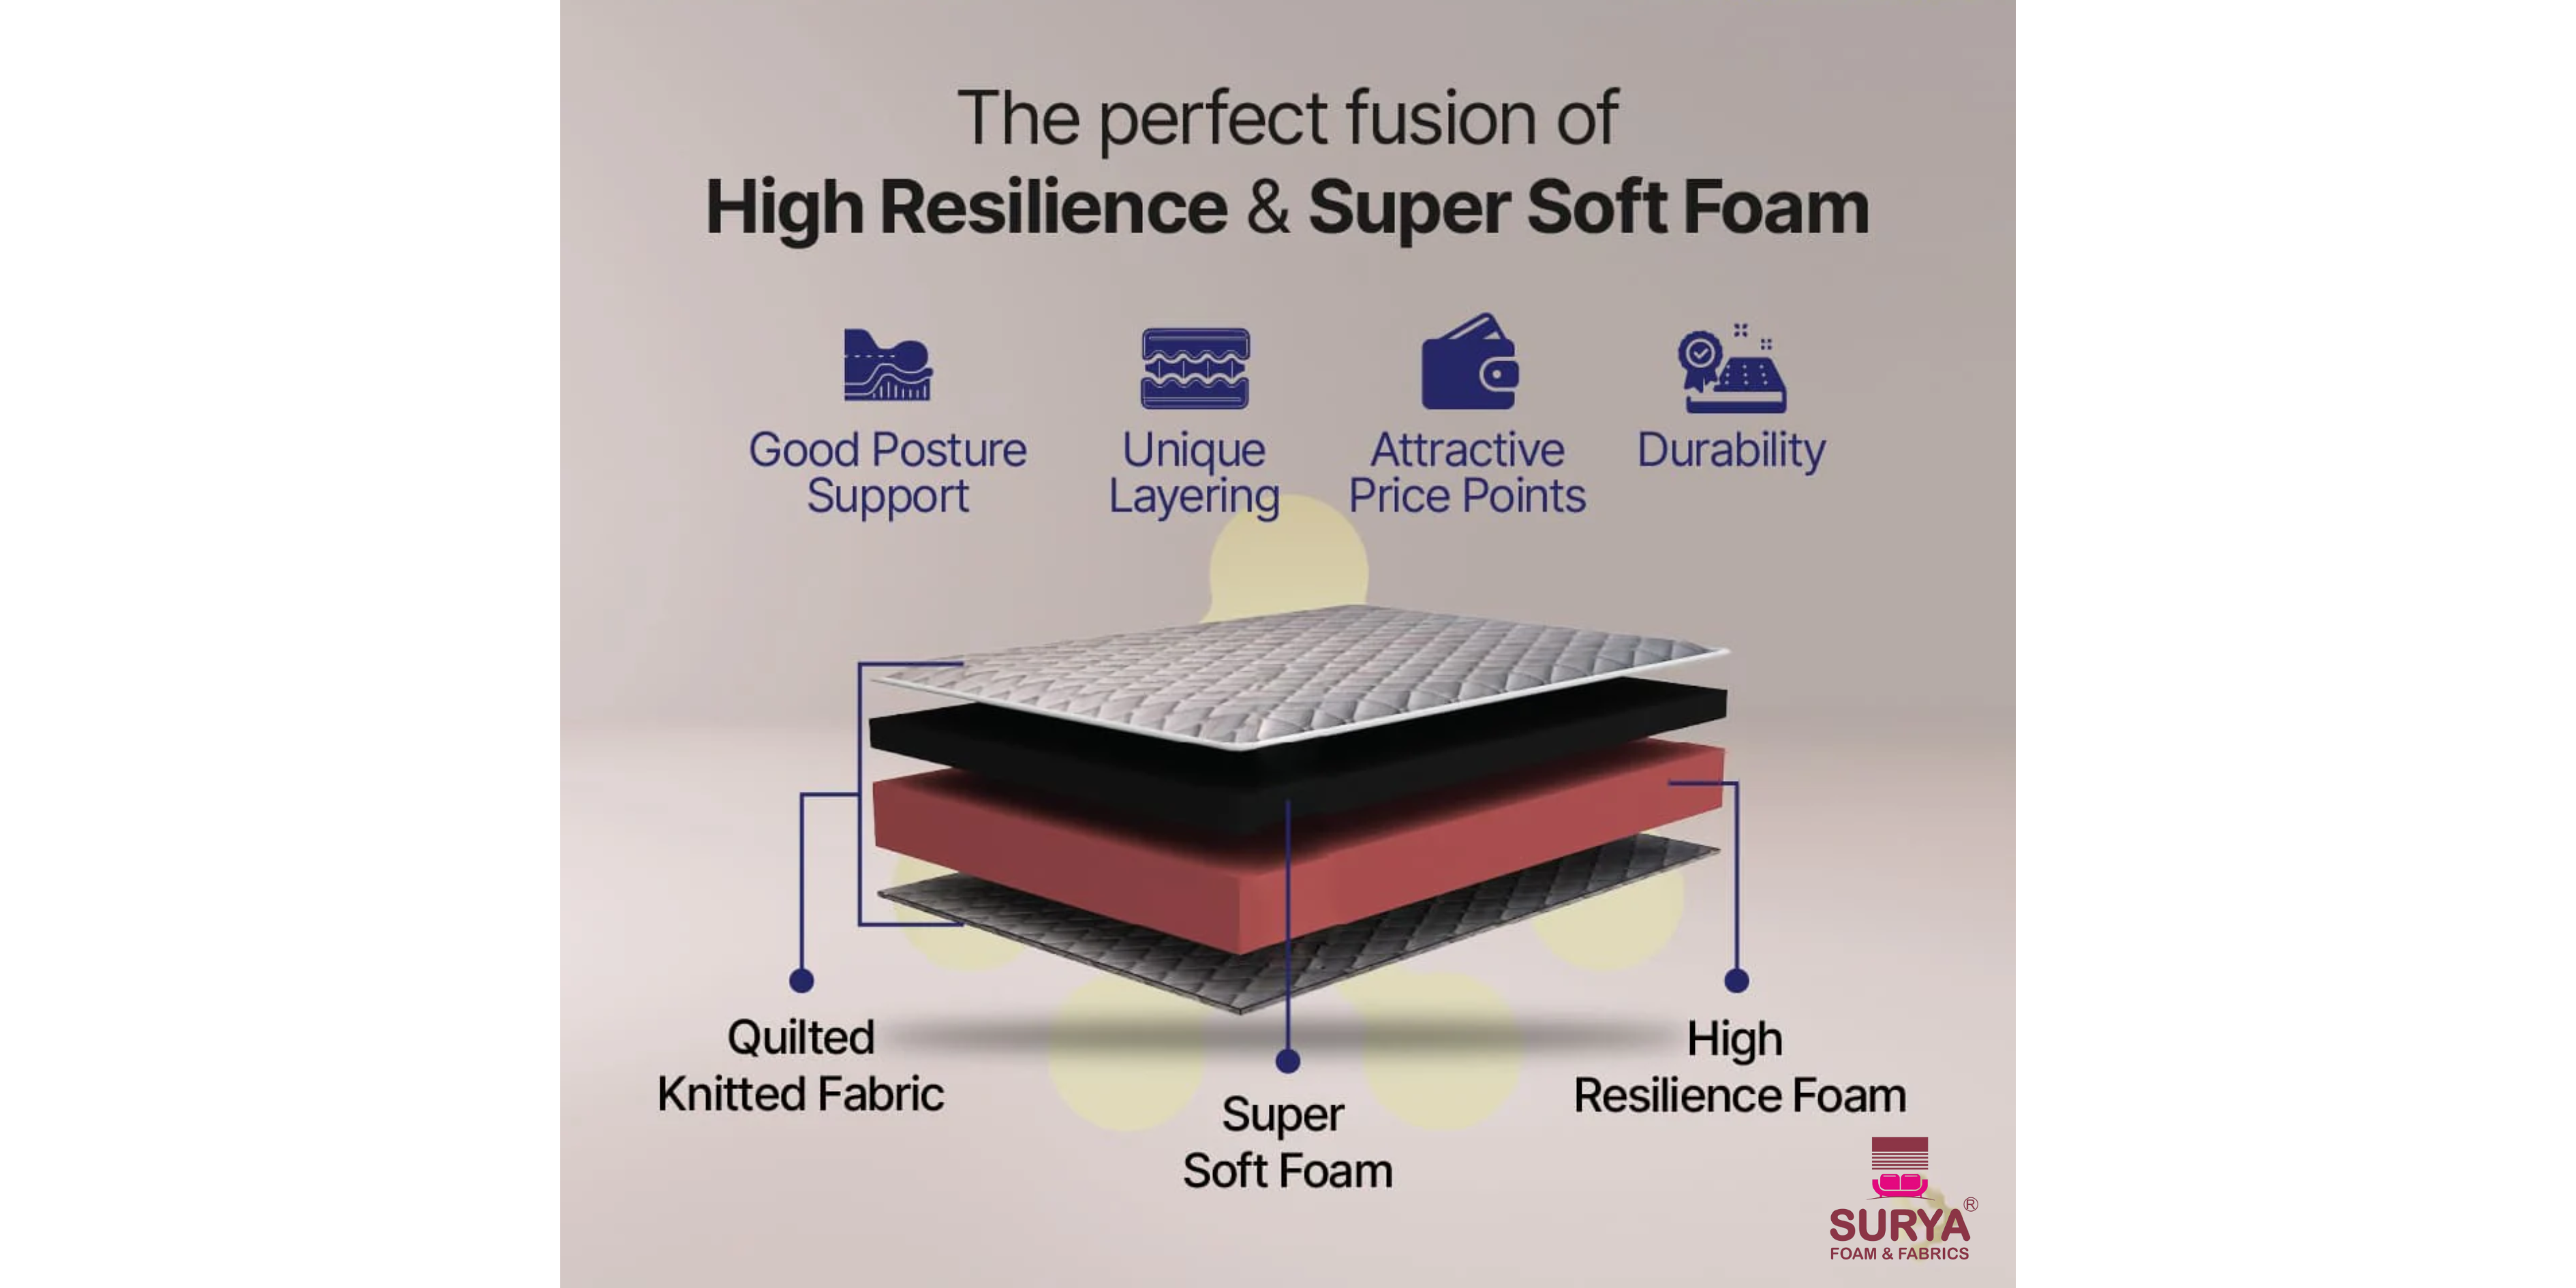 The perfect fusion of
High Resilience & Super Soft Foam
Good Posture
Support
Unique
Layering
Attractive
Price Points
Durability
Quilted
Knitted Fabric
Super
Soft Foam
High
Resilience Foam
SURYA®
FOAM & FABRICS